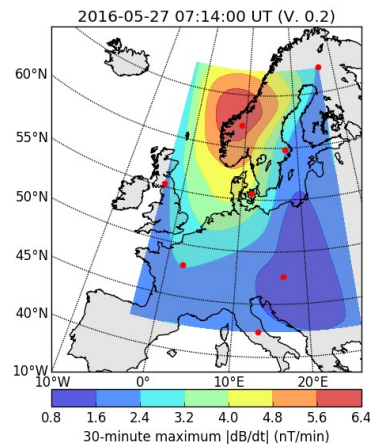 2016-05-27 07:14:00 UT (V. 0.2)
60°N
55°N
50°N
45°N
40°N
10°W
10°W 0° 10°E 20°E
0.8 1.6 2.4 3.2 4.0 4.8 5.6 6.4
30-minute maximum |dB/dt| (nT/min)